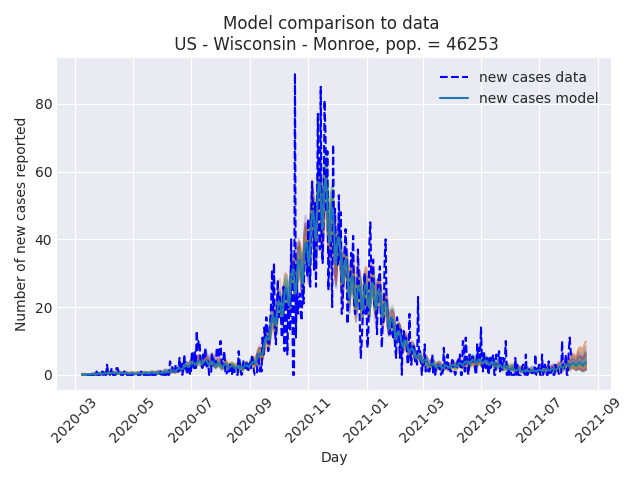 Model comparison to data
US - Wisconsin - Monroe, pop. = 46253
new cases data
new cases model
Number of new cases reported
80
60
40
20
0
2020-03
2020-05
2020-07
2020-09
2020-11
2021-01
2021-03
2021-05
2021-07
2021-09
Day